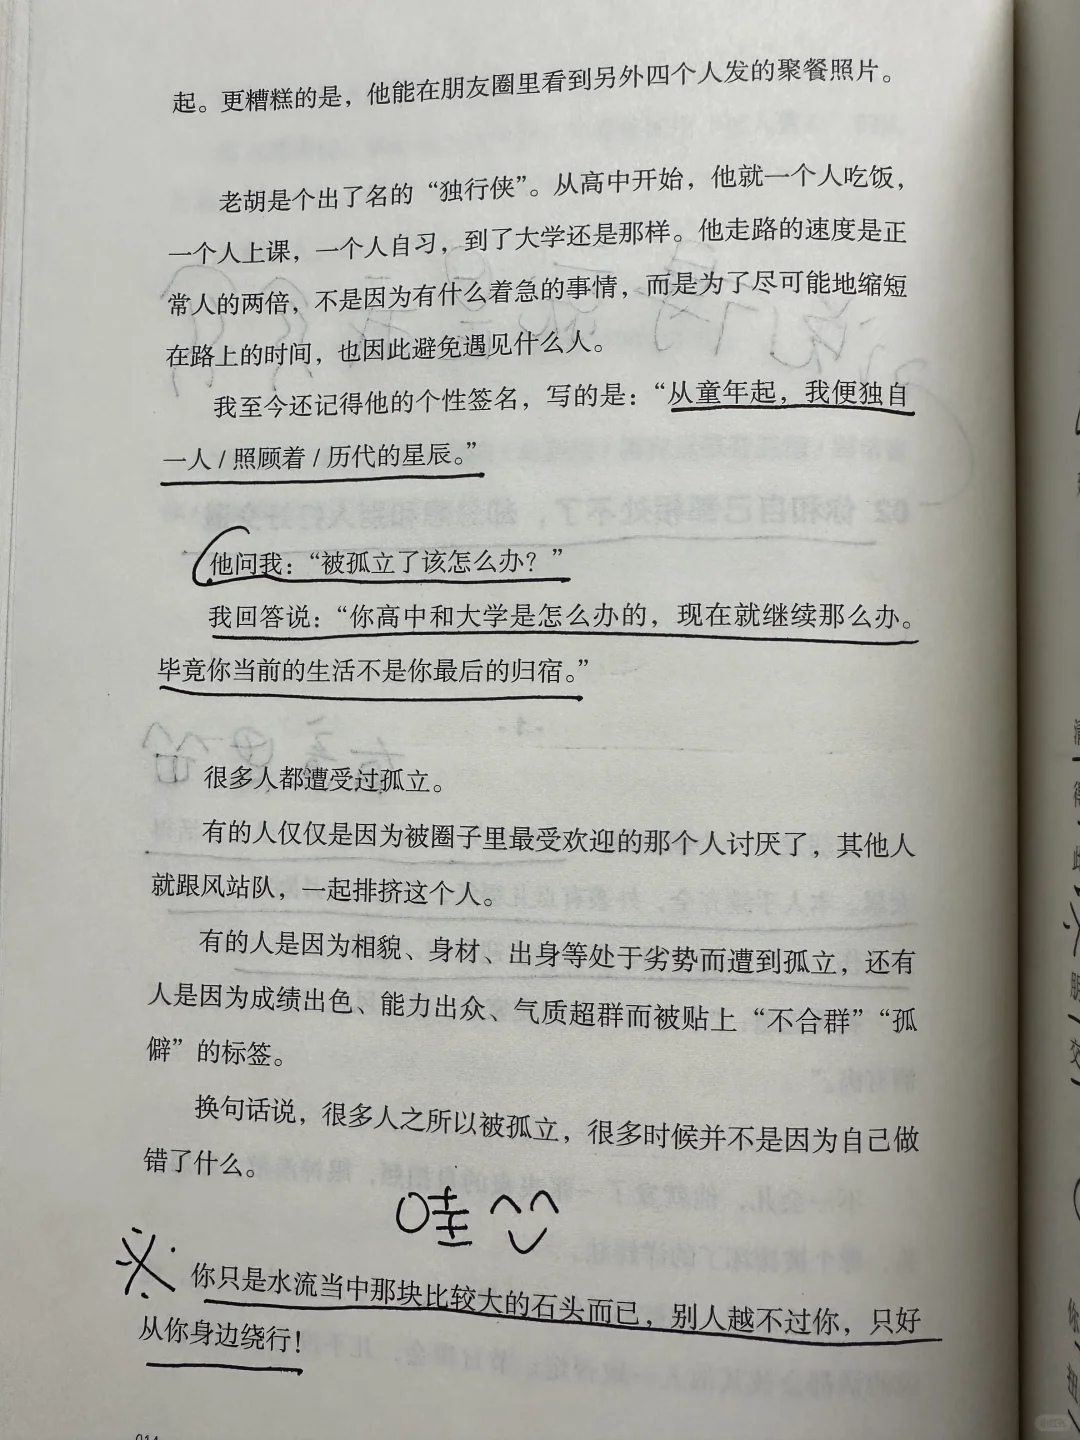 起。更糟糕的是，他能在朋友圈里看到另外四个人发的聚餐照片。
老胡是个出了名的“独行侠”。从高中开始，他就一个人吃饭，
一个人上课，一个人自习，到了大学还是那样。他走路的速度是正
常人的两倍，不是因为有什么着急的事情，而是为了尽可能地缩短
在路上的时间，也因此避免遇见什么人。
我至今还记得他的个性签名，写的是：“从童年起，我便独自
一人 / 照顾着 / 历代的星辰。”
他问我：“被孤立了该怎么办？”
我回答说：“你高中和大学是怎么办的，现在就继续那么办。
毕竟你当前的生活不是你最后的归宿。”
很多人都遭受过孤立。
有的人仅仅是因为被圈子里最受欢迎的那个人讨厌了，其他人
就跟风站队，一起排挤这个人。
有的人是因为相貌、身材、出身等处于劣势而遭到孤立，还有
人是因为成绩出色、能力出众、气质超群而被贴上“不合群”“孤
僻”的标签。
换句话说，很多人之所以被孤立，很多时候并不是因为自己做
错了什么。
哇
你只是水流当中那块比较大的石头而已，别人越不过你，只好
从你身边绕行！